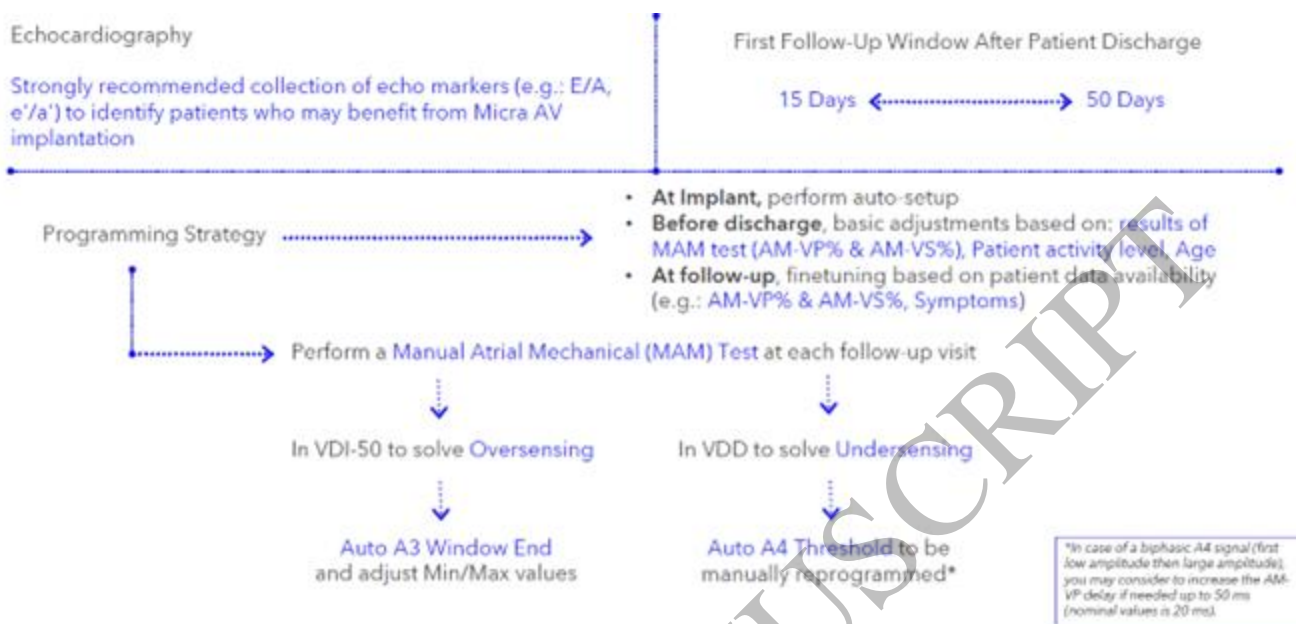 Echocardiography
Strongly recommended collection of echo markers (e.g.: E/A,
e'/a') to identify patients who may benefit from Micra AV
implantation
First Follow-Up Window After Patient Discharge
15 Days
50 Days
Programming Strategy
• At Implant, perform auto-setup
• Before discharge, basic adjustments based on: results of
MAM test (AM-VP% & AM-VS%), Patient activity level, Age
• At follow-up, finetuning based on patient data availability
(e.g.: AM-VP% & AM-VS%, Symptoms)
Perform a Manual Atrial Mechanical (MAM) Test at each follow-up visit
In VDI-50 to solve Oversensing
In VDD to solve Undersensing
Auto A3 Window End
and adjust Min/Max values
Auto A4 Threshold to be
manually reprogrammed*
*In case of a biphasic A4 signal (first
low amplitude then large amplitude),
you may consider to increase the AM-
VP delay if needed up to 50 ms
(nominal values is 20 ms).
USCRIPT